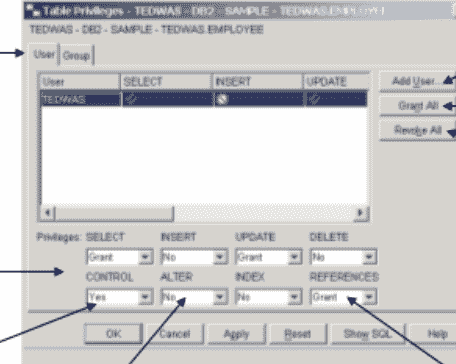 Table Privileges - TEDWAS - DB2 - SAMPLE - TEDWAS.EMPLOYEE
TEDWAS - DB2 - SAMPLE - TEDWAS.EMPLOYEE
User Group
User SELECT INSERT UPDATE
TEDWAS
Add User...
Grant All
Revoke All
Privileges: SELECT INSERT UPDATE DELETE
Grant No Grant No
CONTROL ALTER INDEX REFERENCES
Yes No No Grant
OK Cancel Apply Reset Show SQL Help